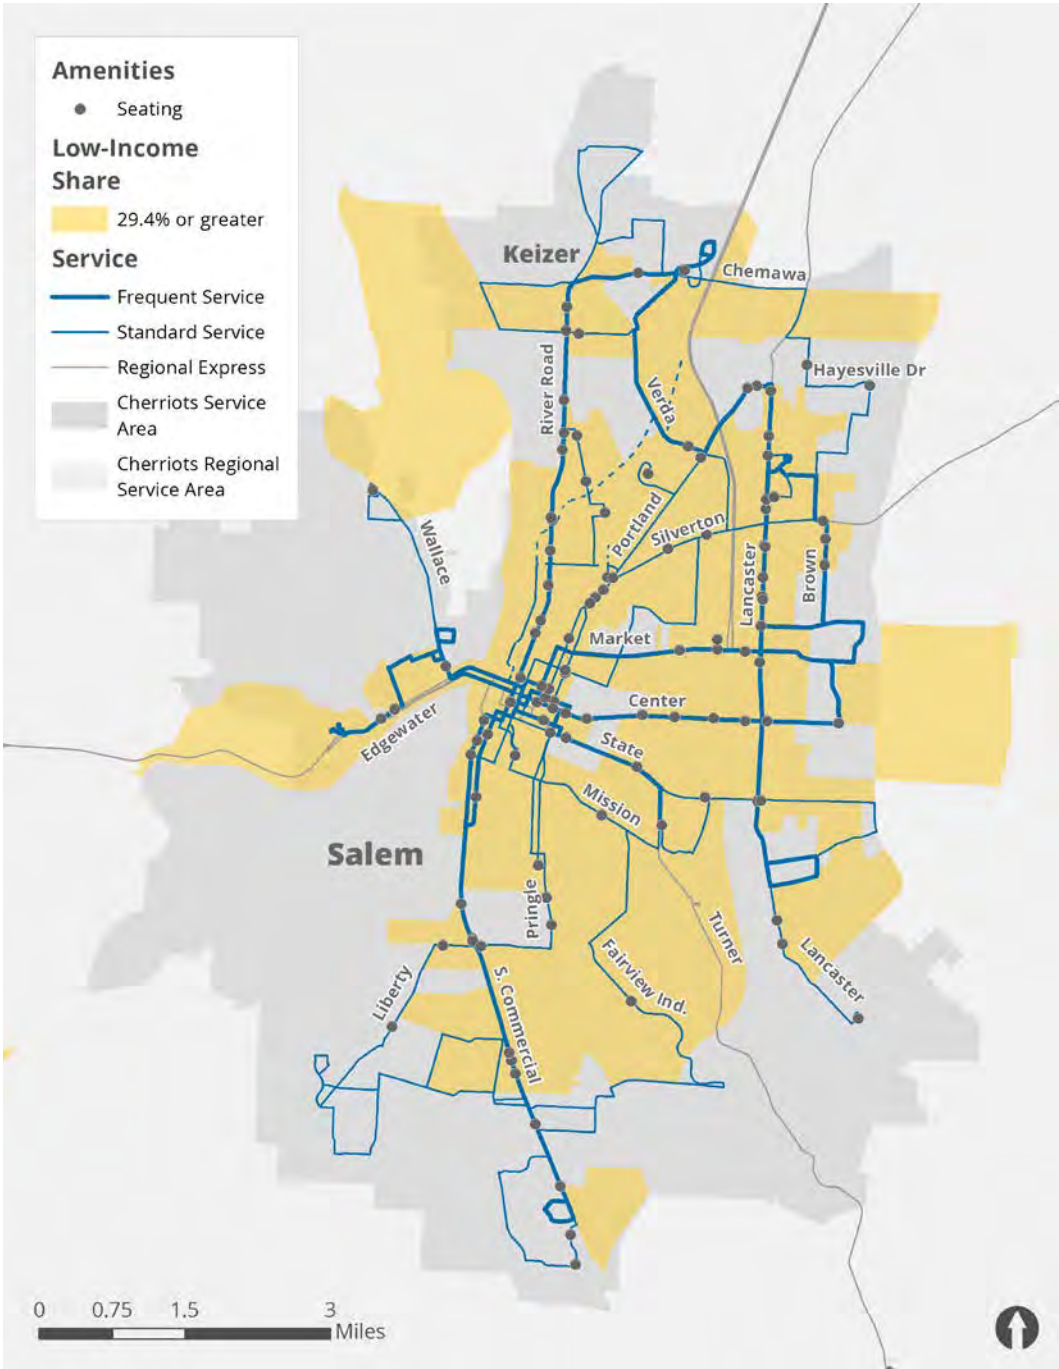 Amenities
Seating
Low-Income
Share
29.4% or greater
Service
Frequent Service
Standard Service
Regional Express
Cherriots Service
Area
Cherriots Regional
Service Area
Keizer
Chemawa
Hayesville Dr
River Road
Verda
Portland
Silverton
Wallace
Lancaster
Brown
Market
Center
Edgewater
State
Mission
Salem
Pringle
Turner
Fairview Ind.
Lancaster
Liberty
S. Commercial
0 0.75 1.5 3
Miles